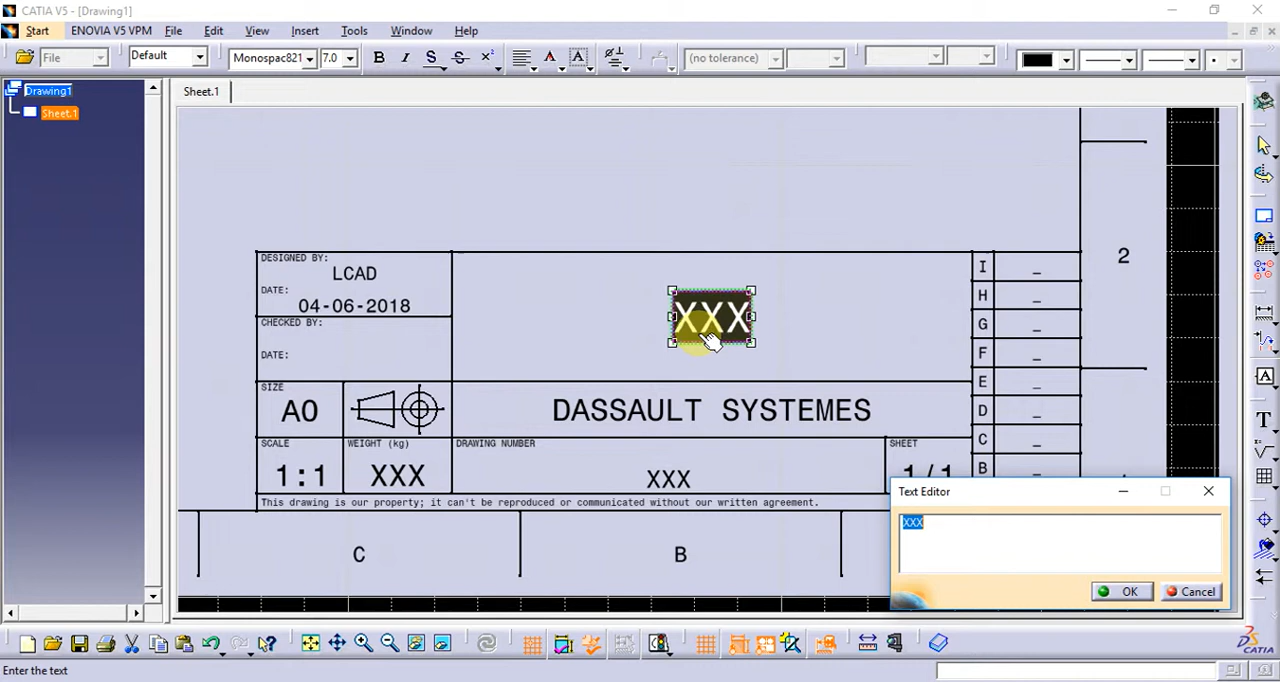 CATIA V5 - [Drawing1]
Start ENOVIA V5 VPM File Edit View Insert Tools Window Help
File Default Monospac821 7.0 B I S S X (no tolerance)
Drawing1
Sheet.1
Sheet.1
2
DESIGNED BY:
LCAD
DATE:
04-06-2018
CHECKED BY:
DATE:
XXX
I _
H _
G _
F _
E _
D _
C _
B _
SIZE
A0
DASSAULT SYSTEMES
SCALE
1:1
WEIGHT (kg)
XXX
DRAWING NUMBER
XXX
SHEET
1/1
This drawing is our property; it can't be reproduced or communicated without our written agreement.
C B
Text Editor
XXX
OK Cancel
Enter the text
CATIA